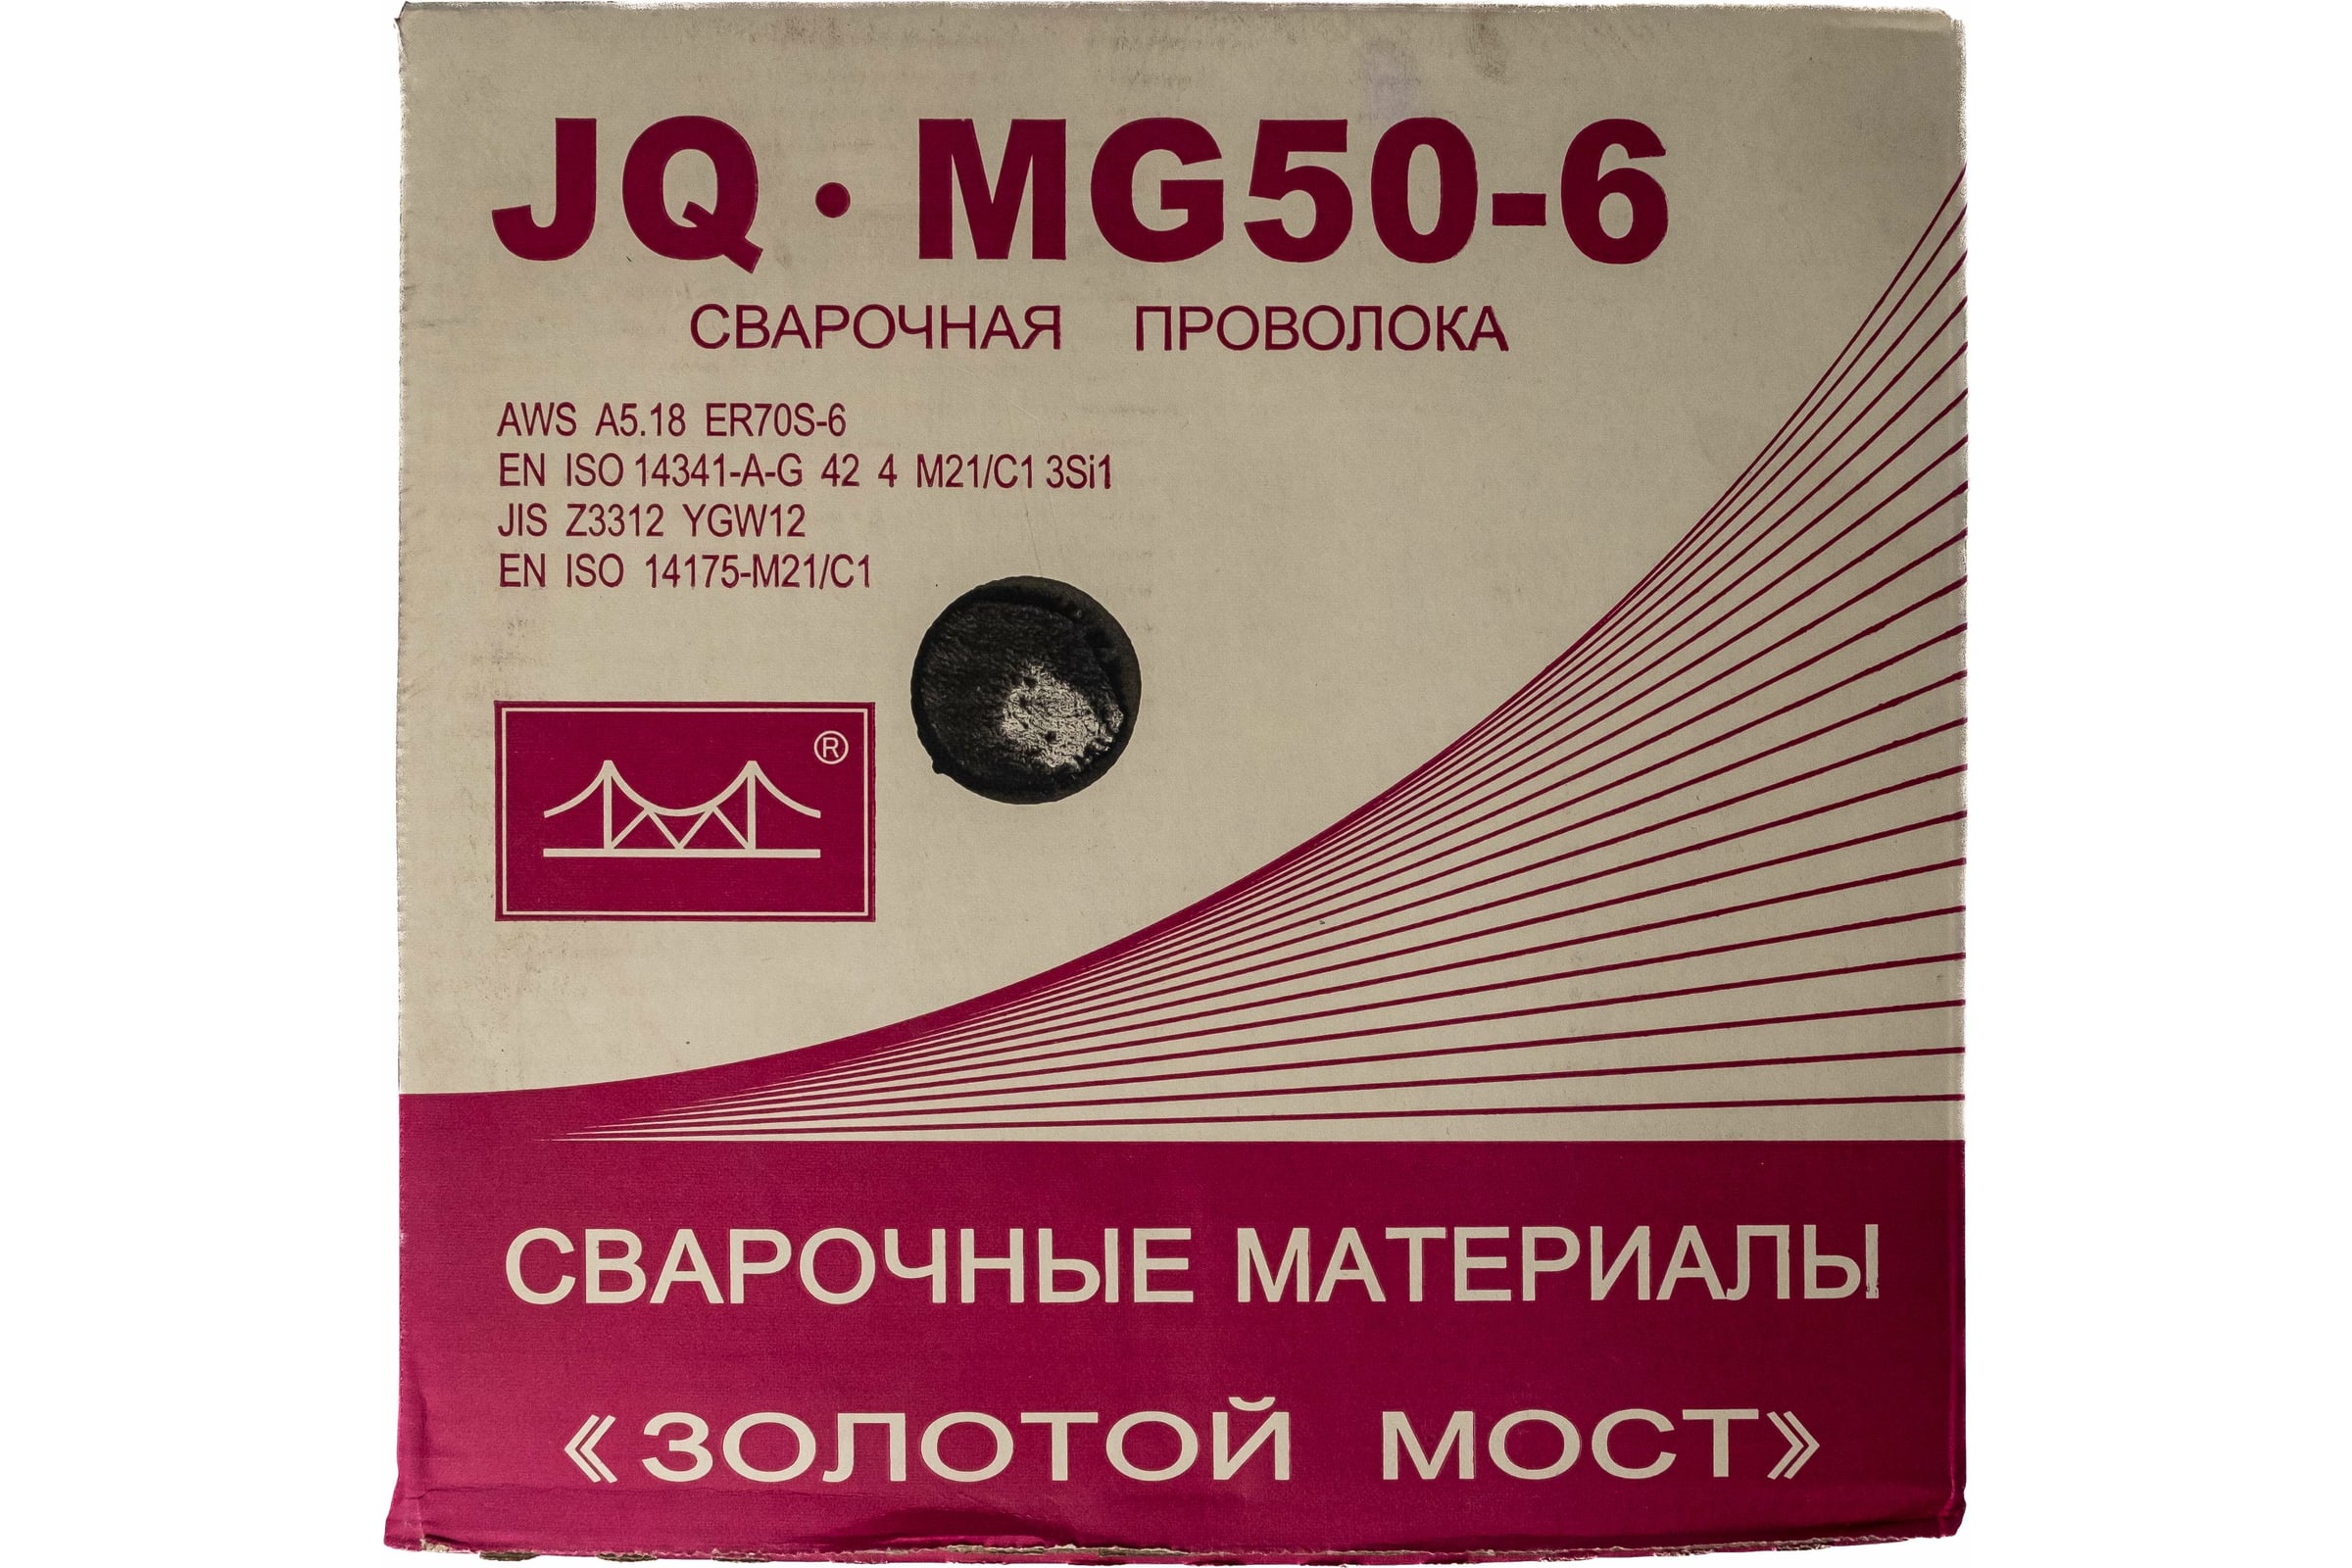 JQ·MG50-6
СВАРОЧНАЯ ПРОВОЛОКА
AWS A5.18 ER70S-6
EN ISO 14341-A-G 42 4 M21/C1 3Si1
JIS Z3312 YGW12
EN ISO 14175-M21/C1
®
СВАРОЧНЫЕ МАТЕРИАЛЫ
«ЗОЛОТОЙ МОСТ»